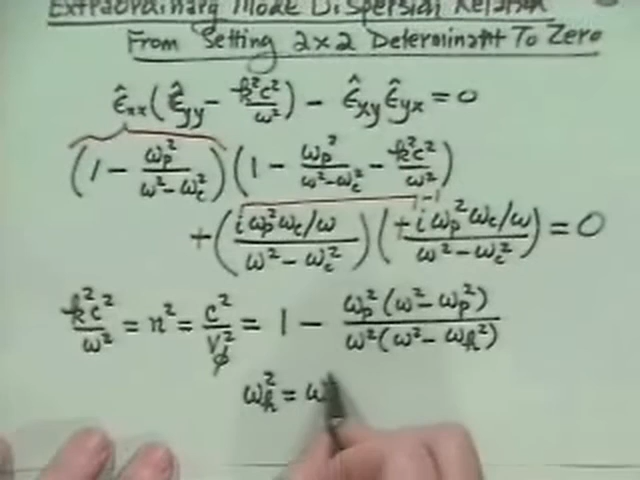 Extraordinary Mode Dispersion Relation
From Setting 2x2 Determinant To Zero
ε̂xx(ε̂yy − k²c²/ω²) − ε̂xy ε̂yx = 0
(1 − ωp²/(ω²−ωc²))(1 − ωp²/(ω²−ωc²) − k²c²/ω²)
+(iωp²ωc/ω / (ω²−ωc²))(+iωp²ωc/ω / (ω²−ωc²)) = 0
k²c²/ω² = n² = c²/Vϕ² = 1 − ωp²(ω²−ωp²)/(ω²(ω²−ωh²))
ωh² = ω